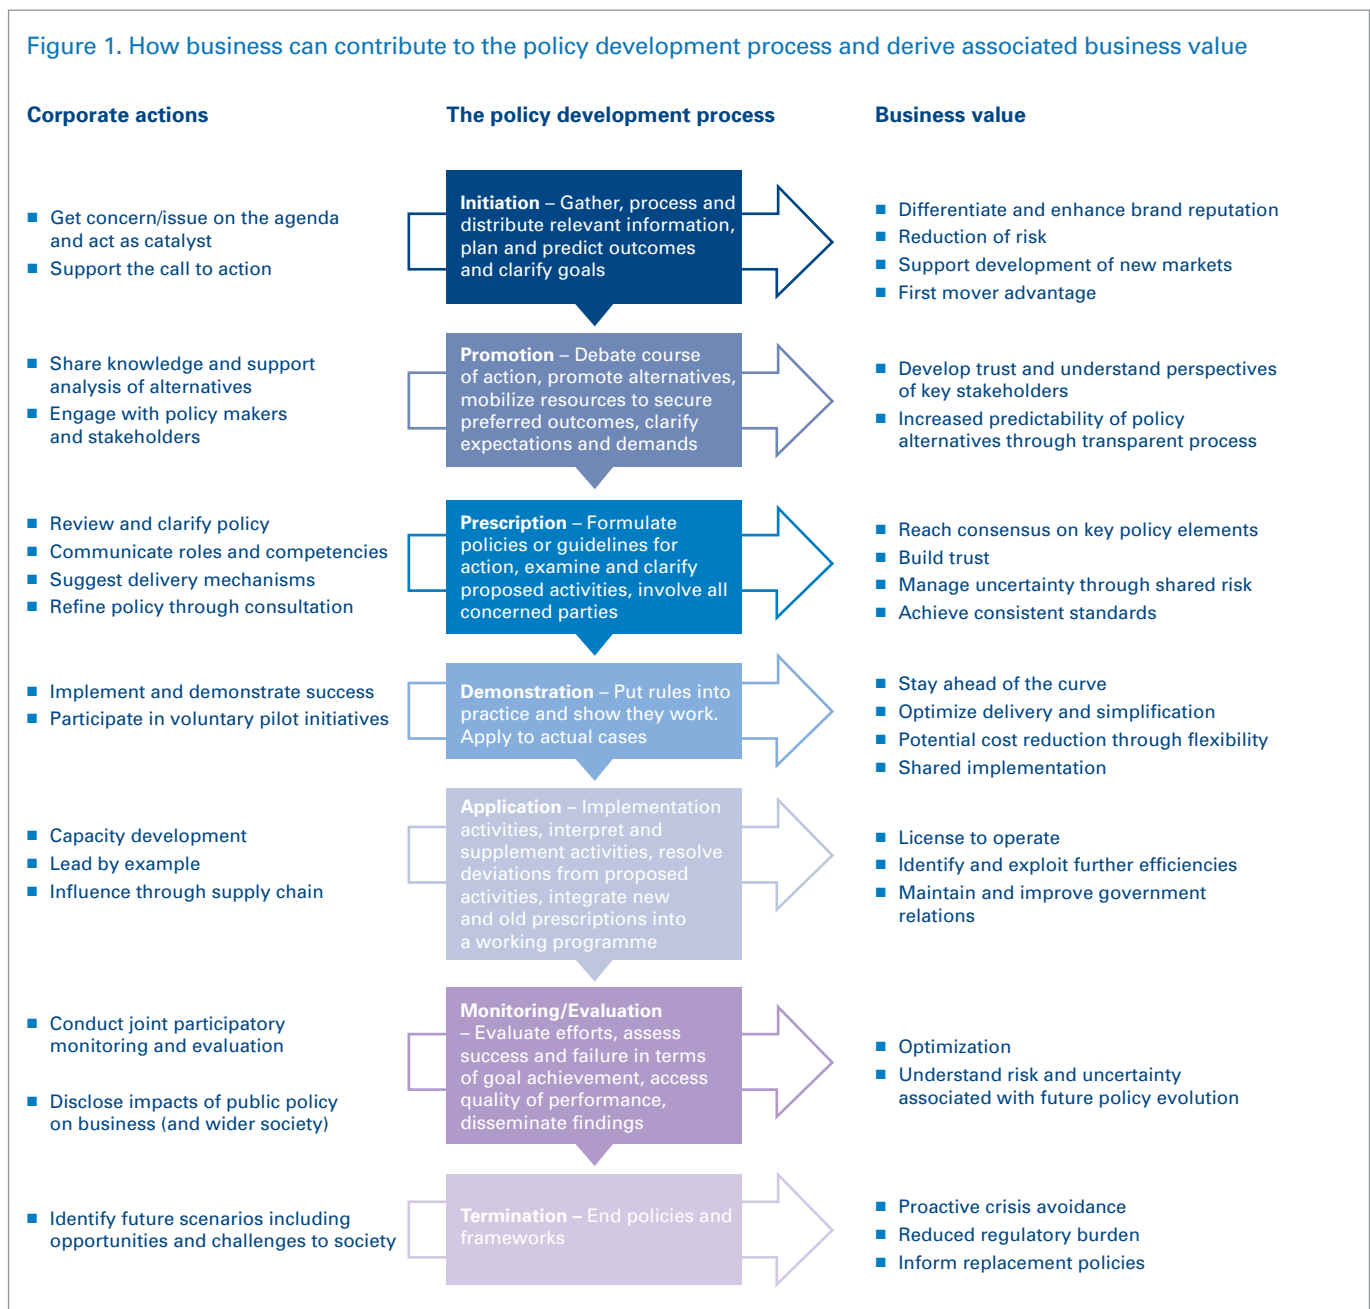 Figure 1. How business can contribute to the policy development process and derive associated business value
Corporate actions
The policy development process
Business value
■ Get concern/issue on the agenda
and act as catalyst
■ Support the call to action
Initiation – Gather, process and
distribute relevant information,
plan and predict outcomes
and clarify goals
■ Differentiate and enhance brand reputation
■ Reduction of risk
■ Support development of new markets
■ First mover advantage
■ Share knowledge and support
analysis of alternatives
■ Engage with policy makers
and stakeholders
Promotion – Debate course
of action, promote alternatives,
mobilize resources to secure
preferred outcomes, clarify
expectations and demands
■ Develop trust and understand perspectives
of key stakeholders
■ Increased predictability of policy
alternatives through transparent process
■ Review and clarify policy
■ Communicate roles and competencies
■ Suggest delivery mechanisms
■ Refine policy through consultation
Prescription – Formulate
policies or guidelines for
action, examine and clarify
proposed activities, involve all
concerned parties
■ Reach consensus on key policy elements
■ Build trust
■ Manage uncertainty through shared risk
■ Achieve consistent standards
■ Implement and demonstrate success
■ Participate in voluntary pilot initiatives
Demonstration – Put rules into
practice and show they work.
Apply to actual cases
■ Stay ahead of the curve
■ Optimize delivery and simplification
■ Potential cost reduction through flexibility
■ Shared implementation
■ Capacity development
■ Lead by example
■ Influence through supply chain
Application – Implementation
activities, interpret and
supplement activities, resolve
deviations from proposed
activities, integrate new
and old prescriptions into
a working programme
■ License to operate
■ Identify and exploit further efficiencies
■ Maintain and improve government
relations
■ Conduct joint participatory
monitoring and evaluation
■ Disclose impacts of public policy
on business (and wider society)
Monitoring/Evaluation
– Evaluate efforts, assess
success and failure in terms
of goal achievement, access
quality of performance,
disseminate findings
■ Optimization
■ Understand risk and uncertainty
associated with future policy evolution
■ Identify future scenarios including
opportunities and challenges to society
Termination – End policies and
frameworks
■ Proactive crisis avoidance
■ Reduced regulatory burden
■ Inform replacement policies